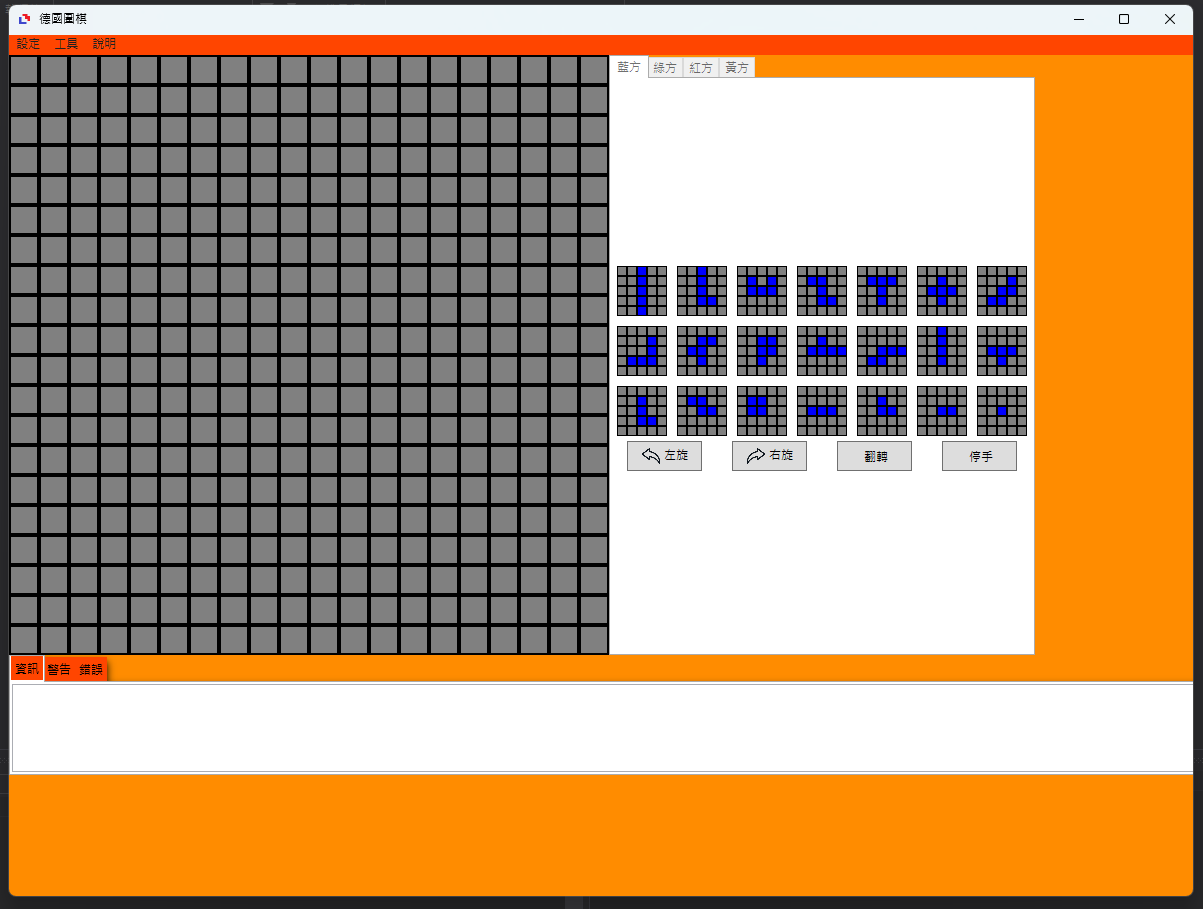 德國圍棋
設定 工具 說明
藍方 綠方 紅方 黃方
左旋 右旋 翻轉 停手
資訊 警告 錯誤